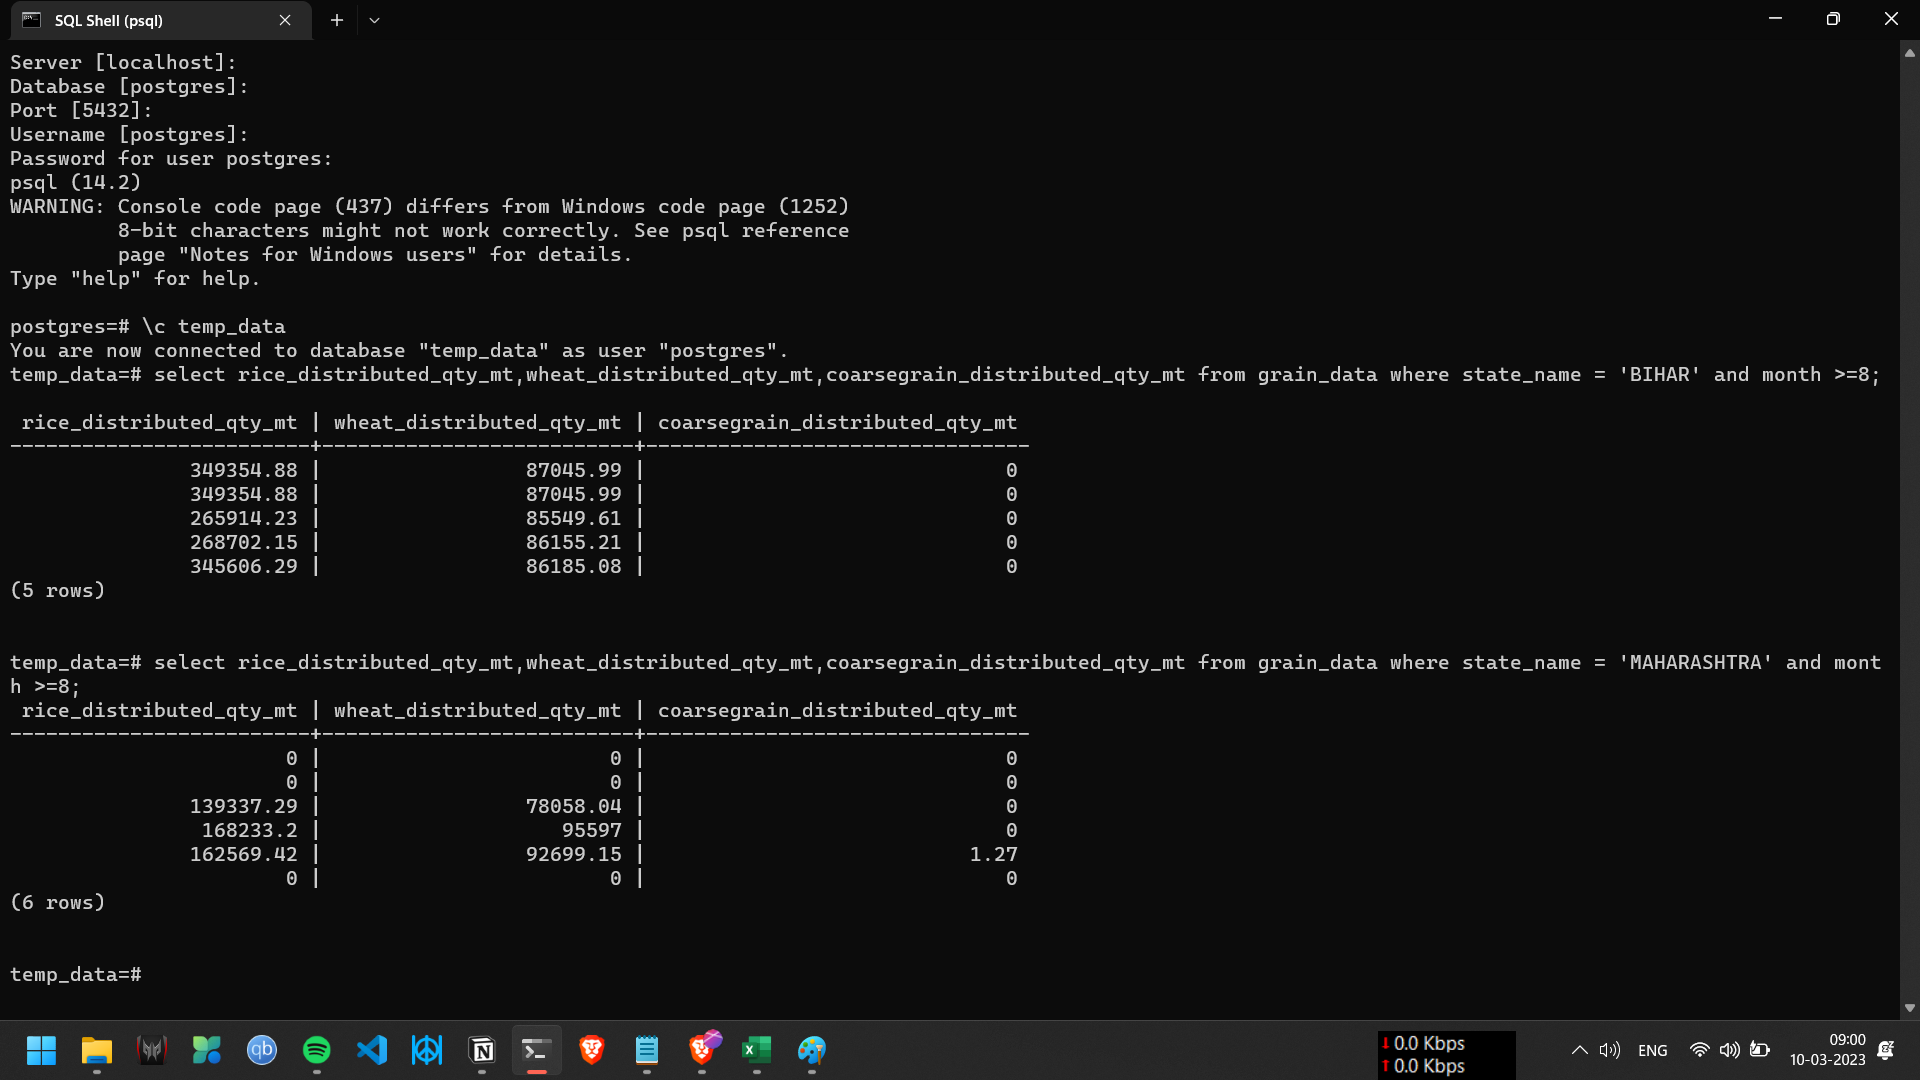 SQL Shell (psql)
Server [localhost]:
Database [postgres]:
Port [5432]:
Username [postgres]:
Password for user postgres:
psql (14.2)
WARNING: Console code page (437) differs from Windows code page (1252)
         8-bit characters might not work correctly. See psql reference
         page "Notes for Windows users" for details.
Type "help" for help.
postgres=# \c temp_data
You are now connected to database "temp_data" as user "postgres".
temp_data=# select rice_distributed_qty_mt,wheat_distributed_qty_mt,coarsegrain_distributed_qty_mt from grain_data where state_name = 'BIHAR' and month >=8;
 rice_distributed_qty_mt | wheat_distributed_qty_mt | coarsegrain_distributed_qty_mt
-------------------------+--------------------------+--------------------------------
               349354.88 |                 87045.99 |                              0
               349354.88 |                 87045.99 |                              0
               265914.23 |                 85549.61 |                              0
               268702.15 |                 86155.21 |                              0
               345606.29 |                 86185.08 |                              0
(5 rows)
temp_data=# select rice_distributed_qty_mt,wheat_distributed_qty_mt,coarsegrain_distributed_qty_mt from grain_data where state_name = 'MAHARASHTRA' and mont
h >=8;
 rice_distributed_qty_mt | wheat_distributed_qty_mt | coarsegrain_distributed_qty_mt
-------------------------+--------------------------+--------------------------------
                       0 |                        0 |                              0
                       0 |                        0 |                              0
               139337.29 |                 78058.04 |                              0
                168233.2 |                    95597 |                              0
               162569.42 |                 92699.15 |                           1.27
                       0 |                        0 |                              0
(6 rows)
temp_data=#
qb
N
X
0.0 Kbps
0.0 Kbps
ENG
09:00
10-03-2023